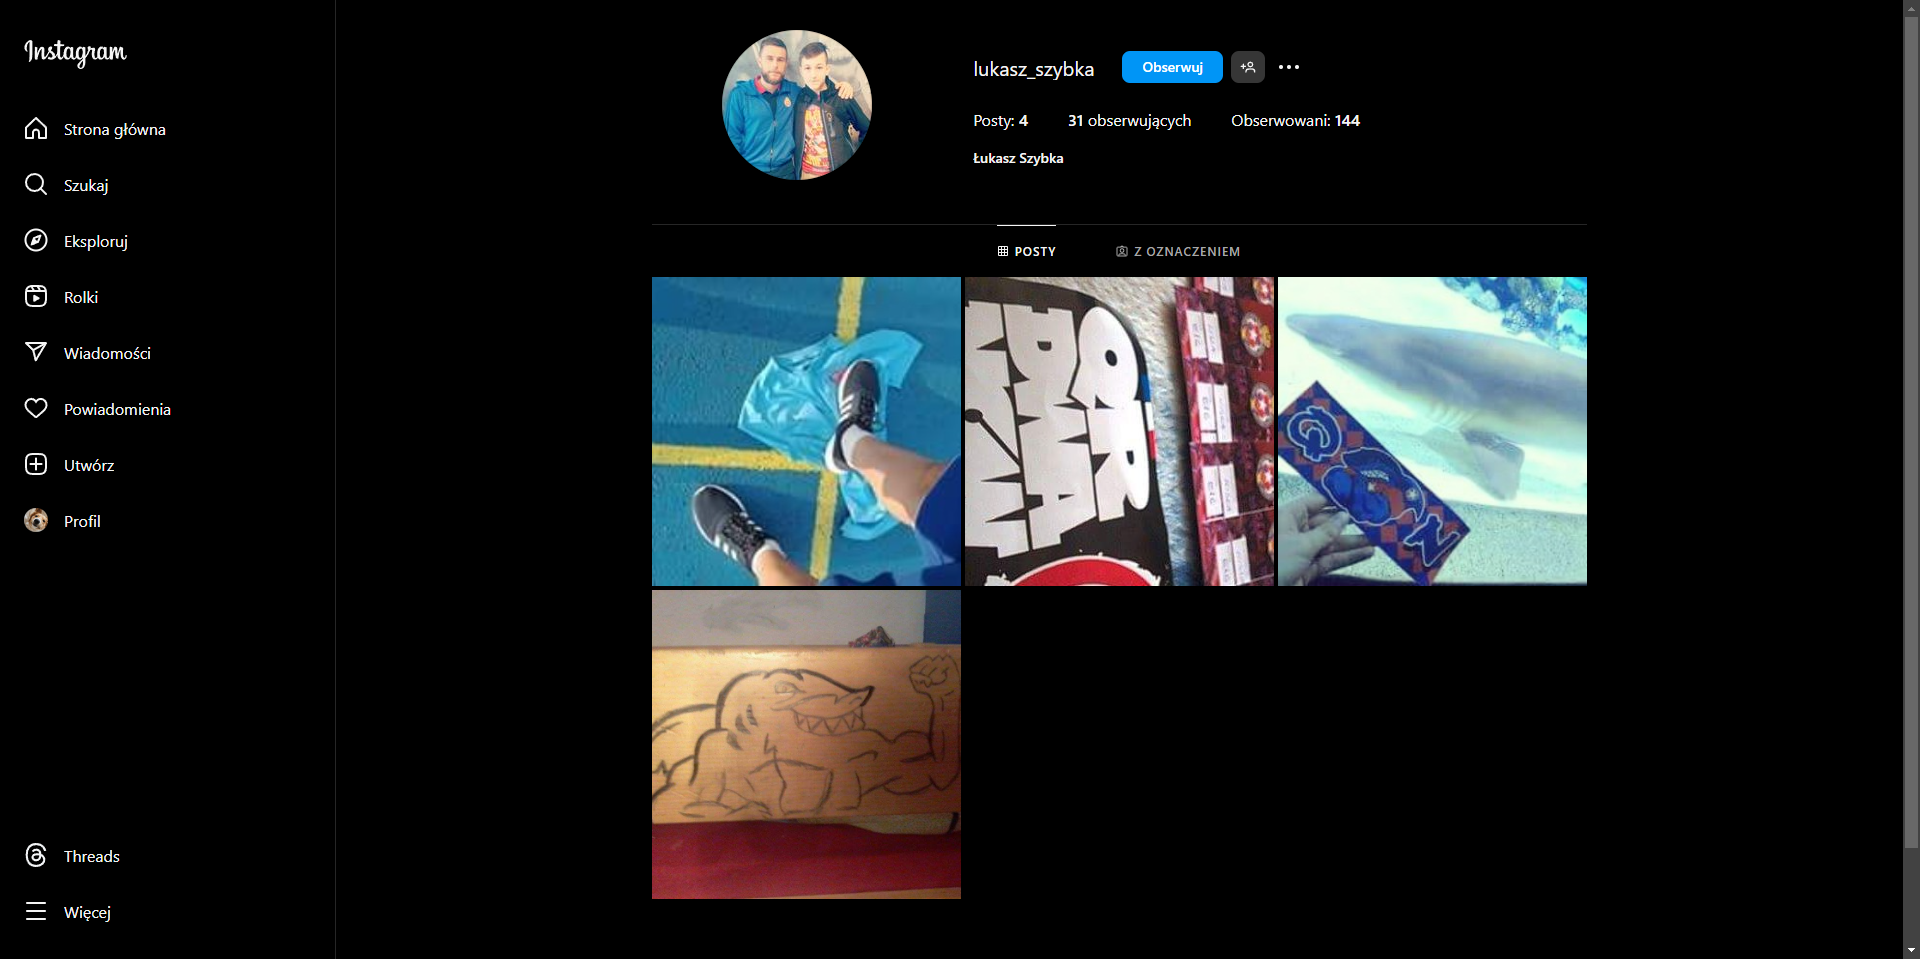 Instagram
Strona główna
Szukaj
Eksploruj
Rolki
Wiadomości
Powiadomienia
Utwórz
Profil
Threads
Więcej
lukasz_szybka
Obserwuj
Posty: 4
31 obserwujących
Obserwowani: 144
Łukasz Szybka
POSTY
Z OZNACZENIEM